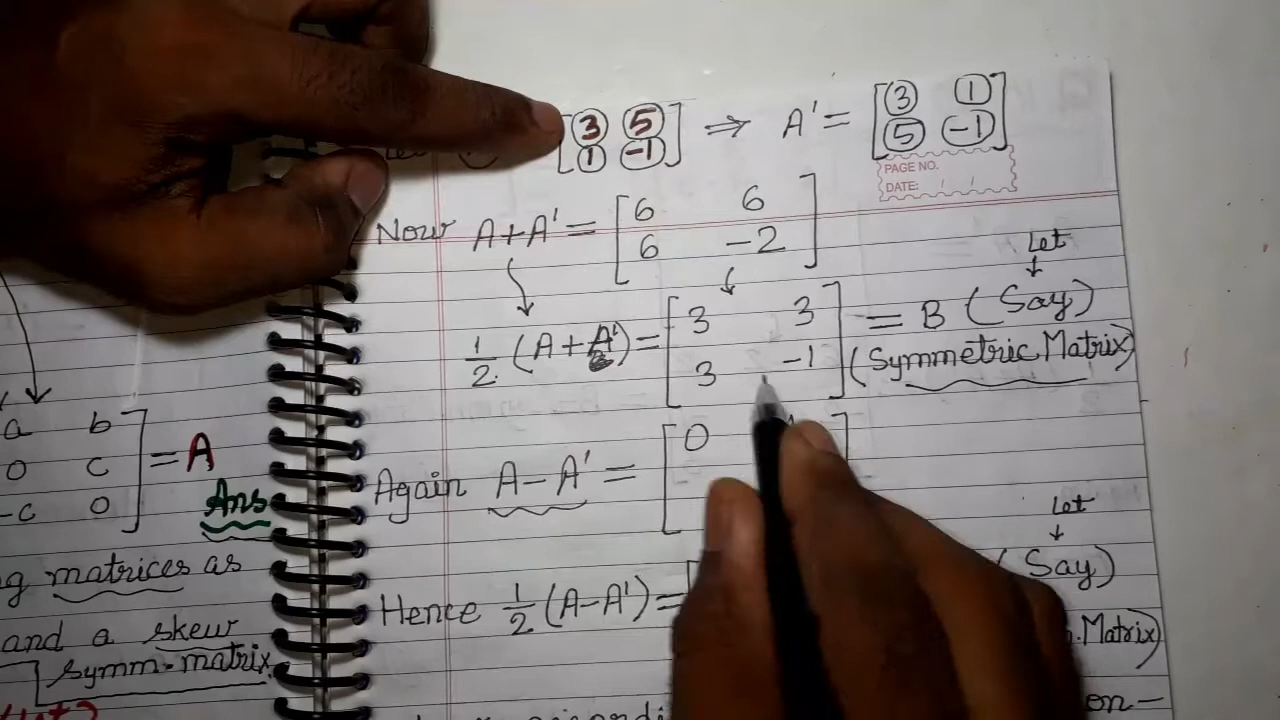 [3 5
1 -1] ⇒ A' = [3 1
5 -1]
PAGE NO.
DATE: / /
Now A+A' = [6 6
6 -2]
Let
↓
1/2 (A+A') = [3 3
3 -1] = B (Say)
(Symmetric Matrix)
Again A-A' = [0
Let
↓
Hence 1/2 (A-A') = [
(Say)
Matrix)
a b
0 c
-c 0] = A
Ans
matrices as
and a skew
symm-matrix